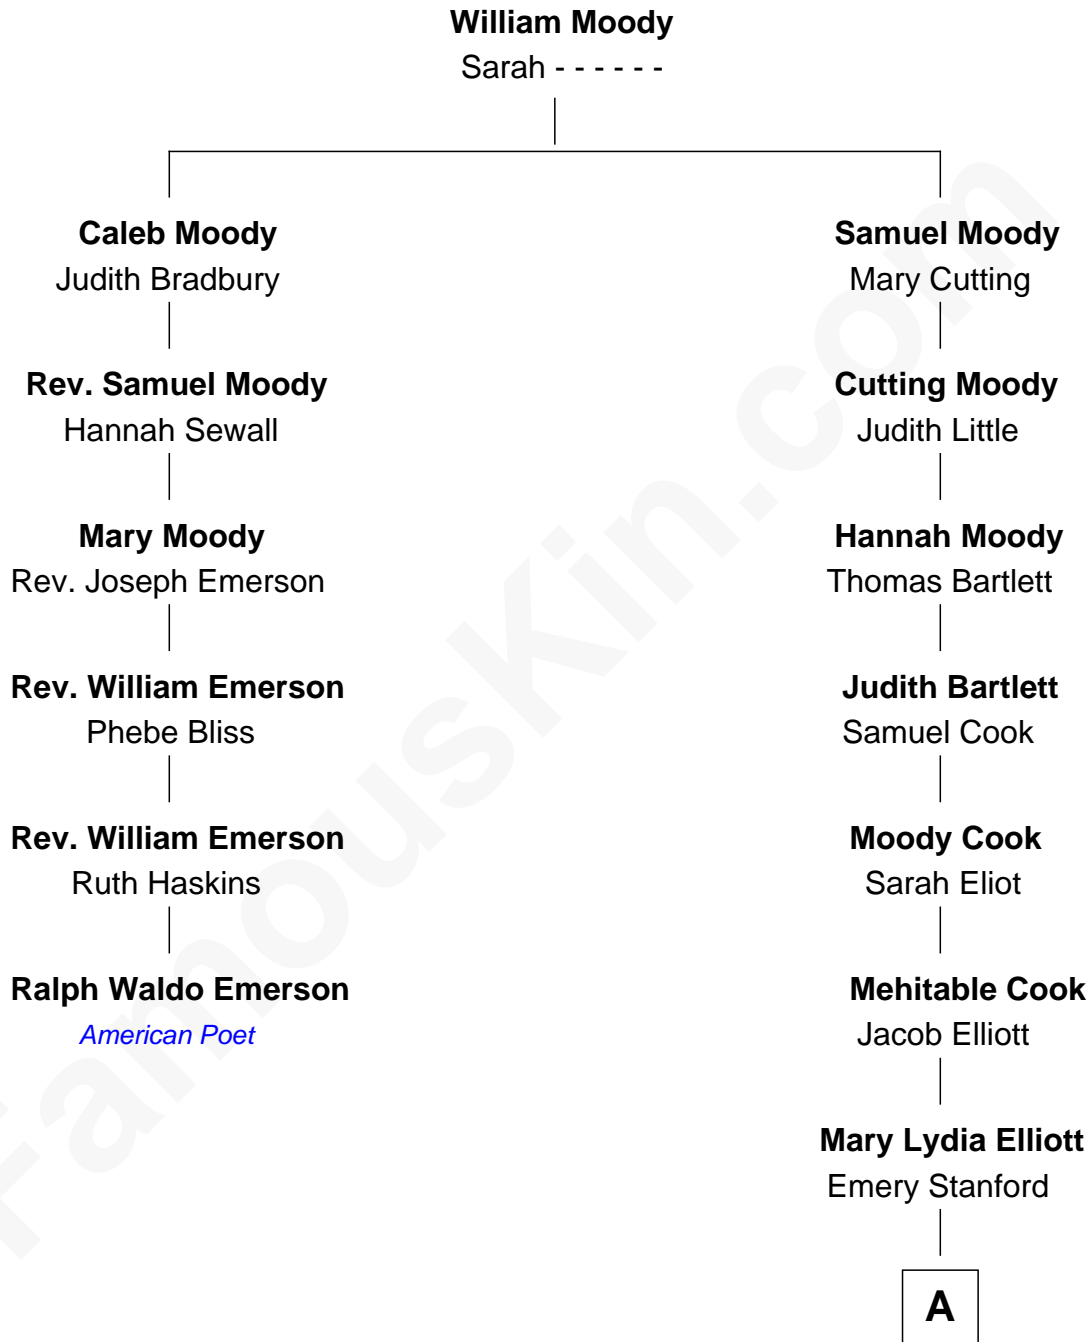 William Moody
Sarah - - - - - -
Caleb Moody
Judith Bradbury
Samuel Moody
Mary Cutting
Rev. Samuel Moody
Hannah Sewall
Cutting Moody
Judith Little
Mary Moody
Rev. Joseph Emerson
Hannah Moody
Thomas Bartlett
Rev. William Emerson
Phebe Bliss
Judith Bartlett
Samuel Cook
Rev. William Emerson
Ruth Haskins
Moody Cook
Sarah Eliot
Ralph Waldo Emerson
American Poet
Mehitable Cook
Jacob Elliott
Mary Lydia Elliott
Emery Stanford
A
FamousKin.com